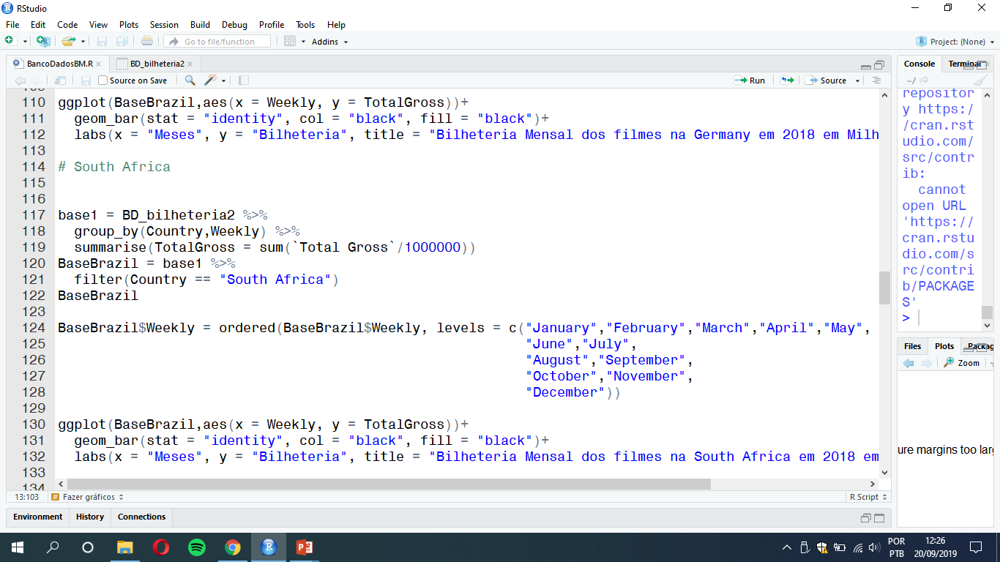 RStudio
File Edit Code View Plots Session Build Debug Profile Tools Help
Go to file/function Addins Project: (None)
BancoDadosBM.R BD_bilheteria2
Source on Save Run Source
110 ggplot(BaseBrazil,aes(x = Weekly, y = TotalGross))+
111 geom_bar(stat = "identity", col = "black", fill = "black")+
112 labs(x = "Meses", y = "Bilheteria", title = "Bilheteria Mensal dos filmes na Germany em 2018 em Milh
113
114 # South Africa
115
116
117 base1 = BD_bilheteria2 %>%
118 group_by(Country,Weekly) %>%
119 summarise(TotalGross = sum(`Total Gross`/1000000))
120 BaseBrazil = base1 %>%
121 filter(Country == "South Africa")
122 BaseBrazil
123
124 BaseBrazil$Weekly = ordered(BaseBrazil$Weekly, levels = c("January","February","March","April","May",
125 "June","July",
126 "August","September",
127 "October","November",
128 "December"))
129
130 ggplot(BaseBrazil,aes(x = Weekly, y = TotalGross))+
131 geom_bar(stat = "identity", col = "black", fill = "black")+
132 labs(x = "Meses", y = "Bilheteria", title = "Bilheteria Mensal dos filmes na South Africa em 2018 em
133
134
13:103 # Fazer gráficos R Script
Environment History Connections
Console Terminal
~/
repositor
y https:/
/cran.rst
udio.com/
src/contr
ib:
cannot
open URL
'https://
cran.rstu
dio.com/s
rc/contri
b/PACKAGE
S'
>
Files Plots Packag
Zoom
ure margins too larg
POR
PTB
12:26
20/09/2019